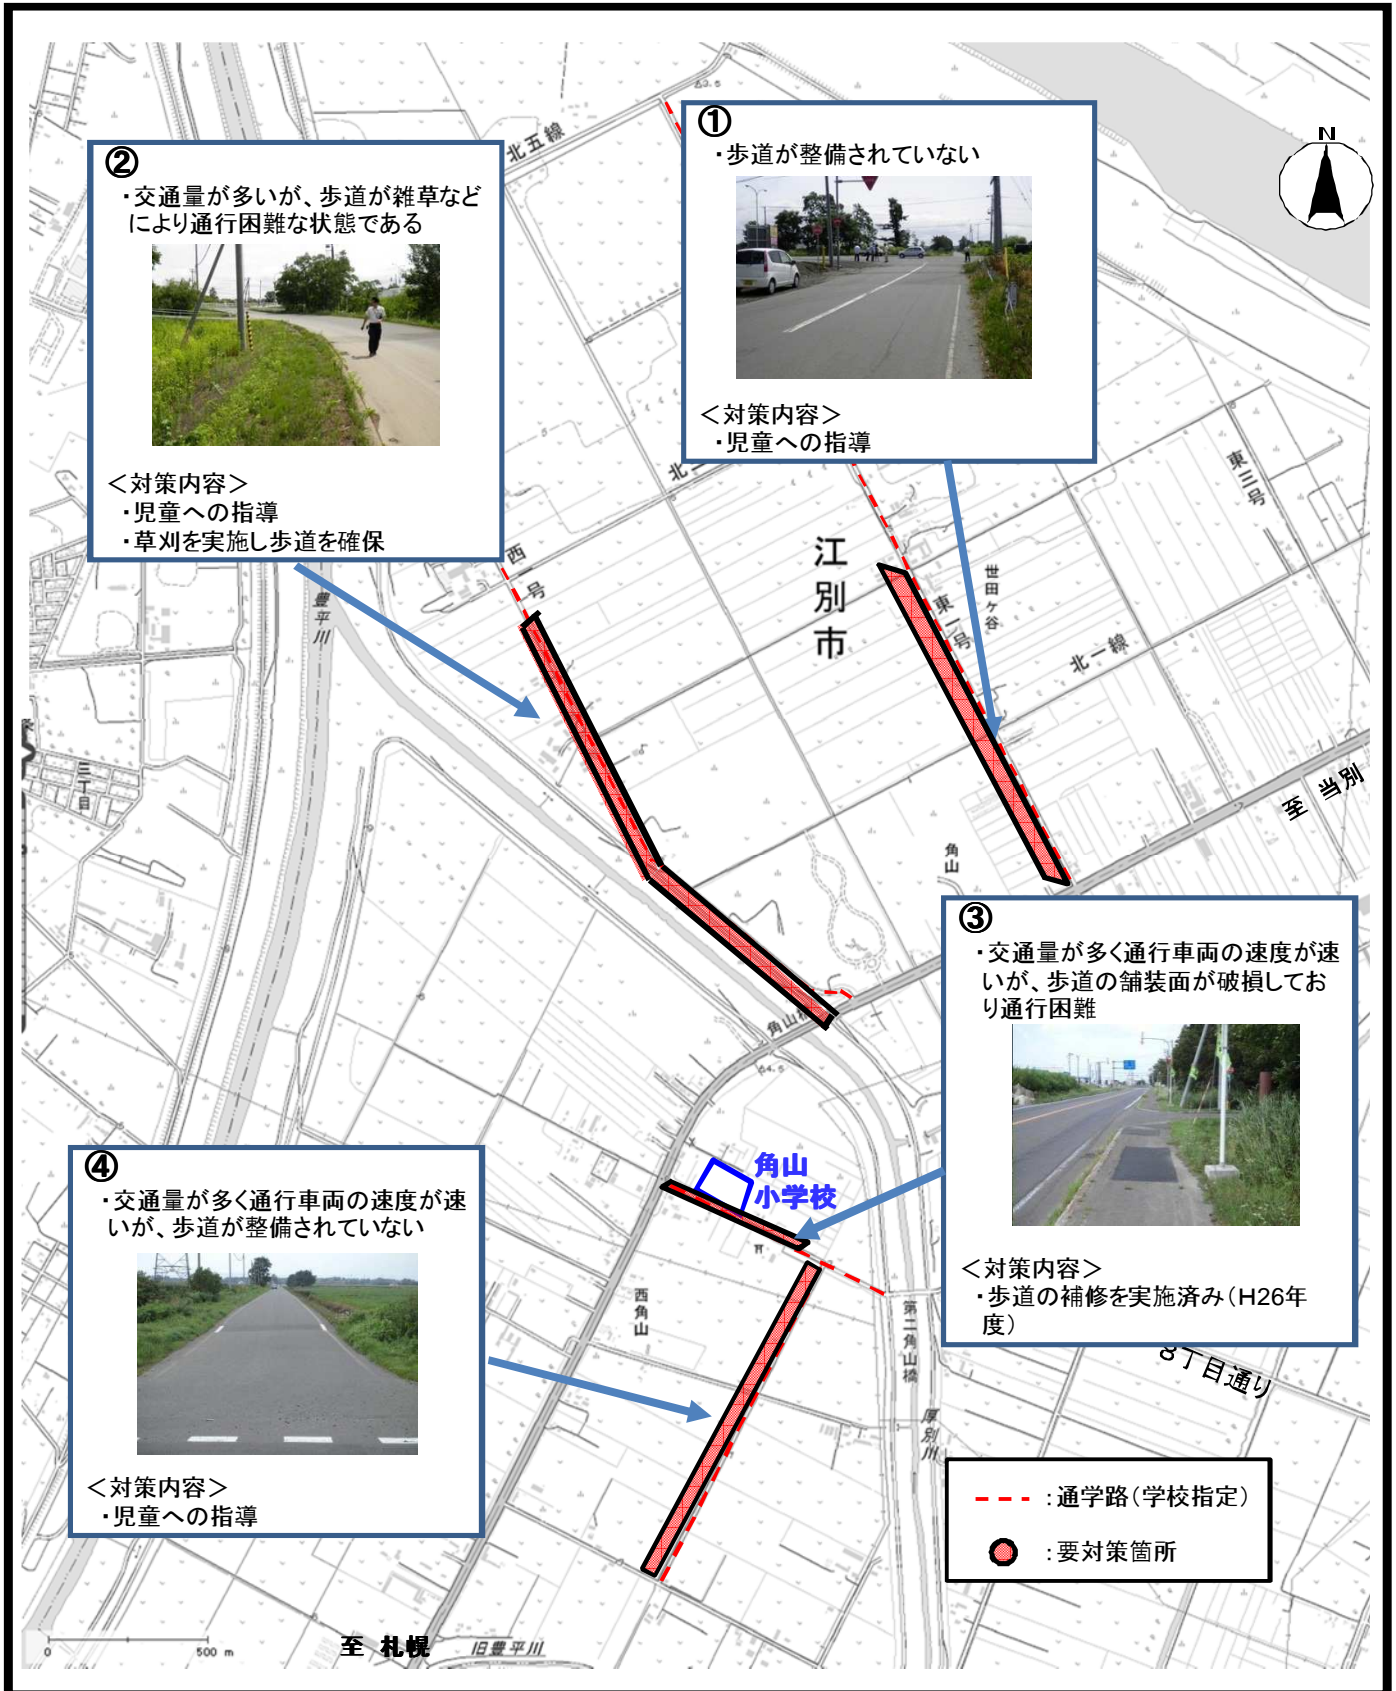 ①
・歩道が整備されていない
＜対策内容＞
・児童への指導
②
・交通量が多いが、歩道が雑草など
により通行困難な状態である
＜対策内容＞
・児童への指導
・草刈を実施し歩道を確保
③
・交通量が多く通行車両の速度が速
いが、歩道の舗装面が破損してお
り通行困難
＜対策内容＞
・歩道の補修を実施済み（H26年
度）
④
・交通量が多く通行車両の速度が速
いが、歩道が整備されていない
＜対策内容＞
・児童への指導
N
北五線
江別市
豊平川
東三号
世田ヶ谷
東一号
北一線
至 当別
角山
三丁目
角山
小学校
西角山
第二角山橋
厚別川
8丁目通り
旧豊平川
至 札幌
0
500 m
：通学路（学校指定）
：要対策箇所